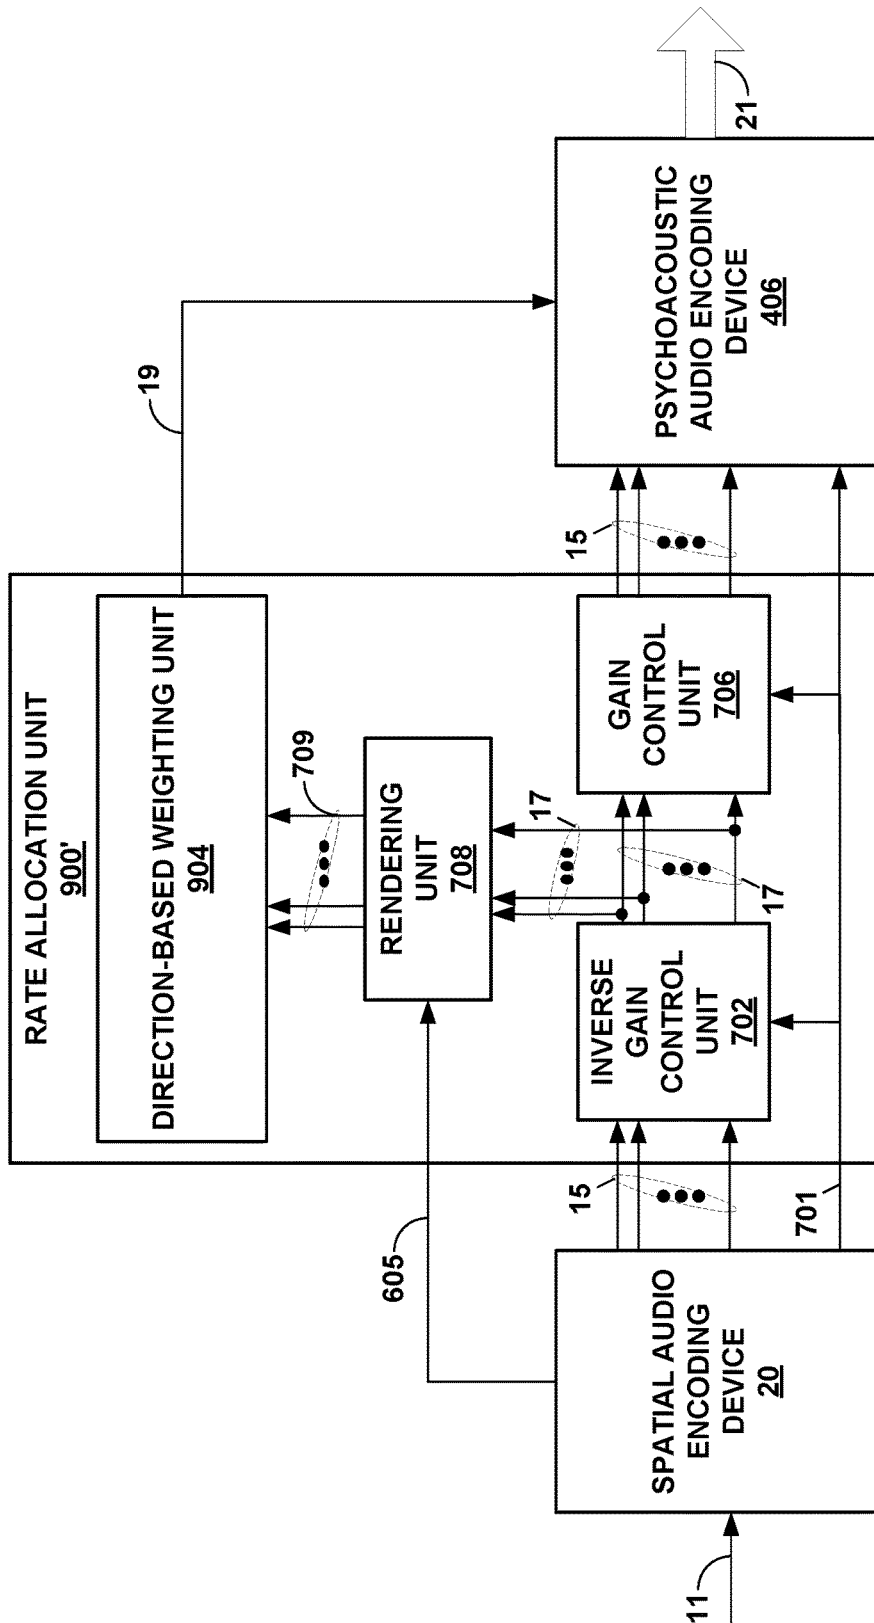 RATE ALLOCATION UNIT
900'
DIRECTION-BASED WEIGHTING UNIT
904
19
709
605
RENDERING
UNIT
708
17
15
15
INVERSE
GAIN
CONTROL
UNIT
702
17
GAIN
CONTROL
UNIT
706
11
SPATIAL AUDIO
ENCODING
DEVICE
20
701
PSYCHOACOUSTIC
AUDIO ENCODING
DEVICE
406
21